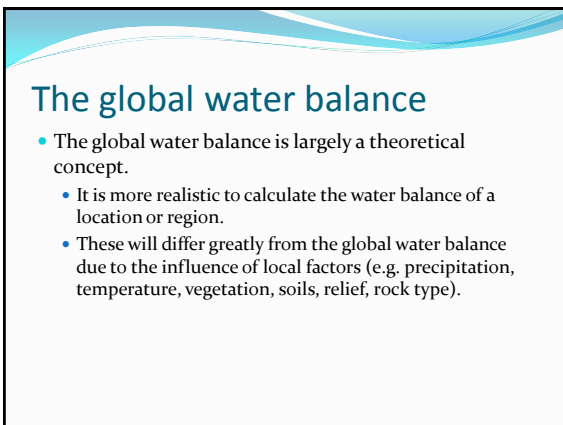 The global water balance
• The global water balance is largely a theoretical
concept.
• It is more realistic to calculate the water balance of a
location or region.
• These will differ greatly from the global water balance
due to the influence of local factors (e.g. precipitation,
temperature, vegetation, soils, relief, rock type).